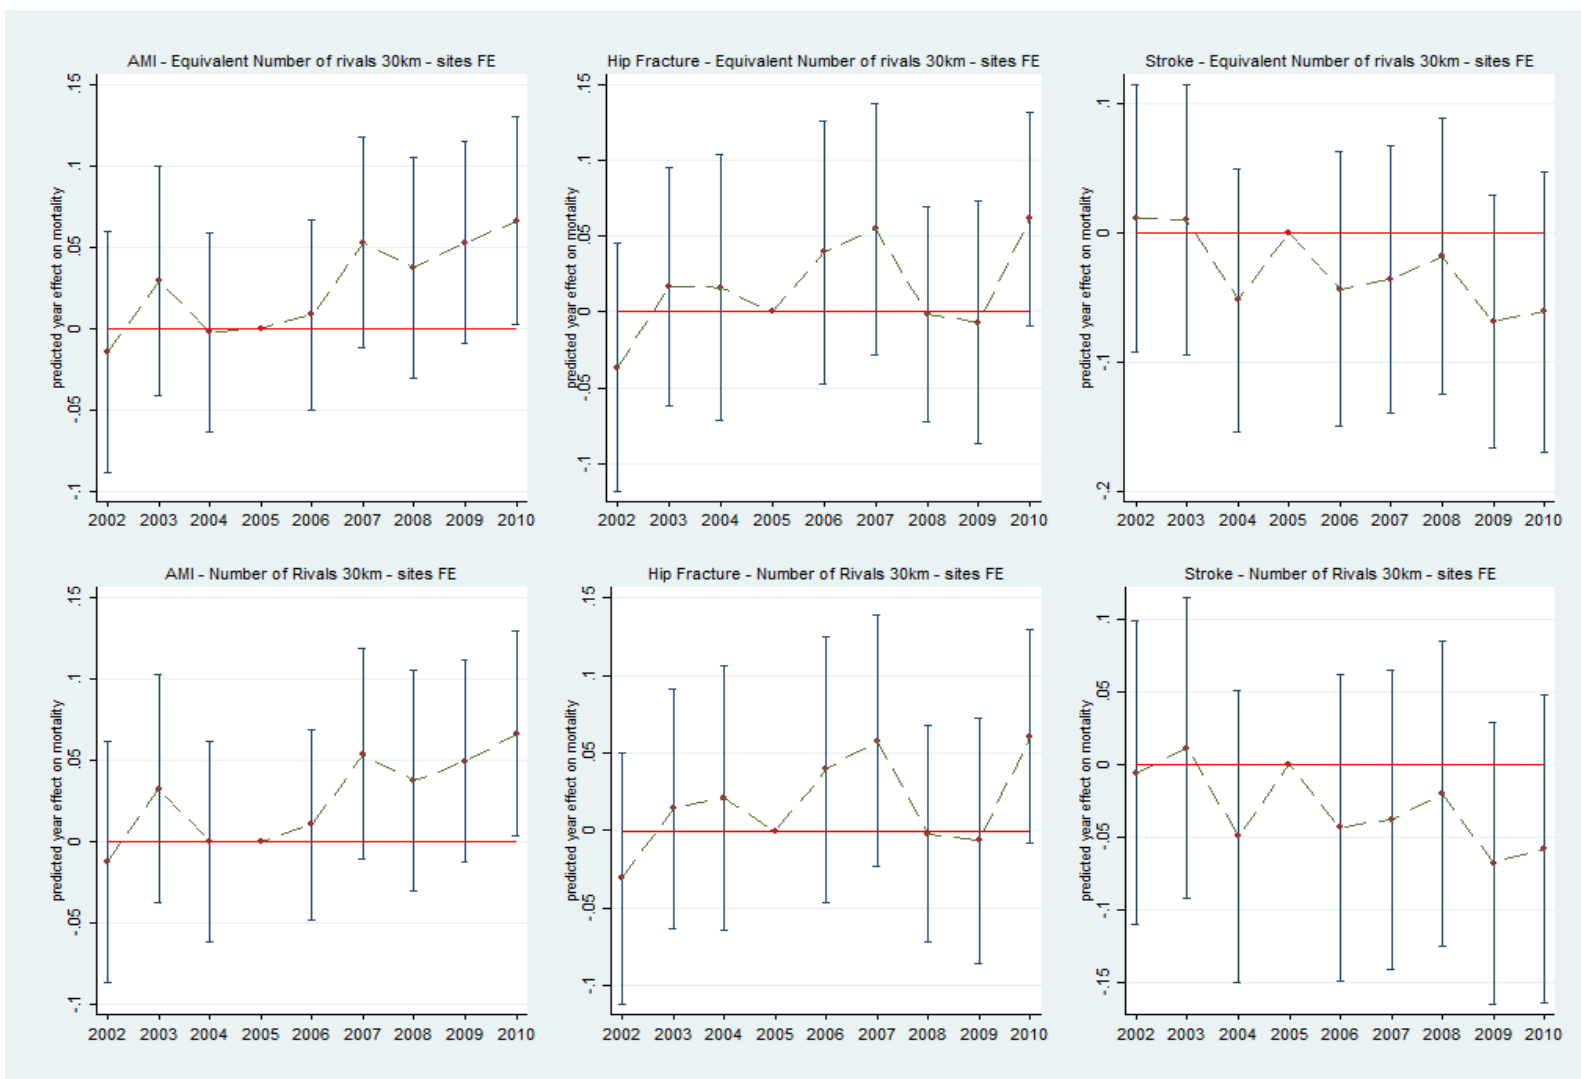 AMI - Equivalent Number of rivals 30km - sites FE
predicted year effect on mortality
.15
.1
.05
0
-.05
-.1
2002 2003 2004 2005 2006 2007 2008 2009 2010
Hip Fracture - Equivalent Number of rivals 30km - sites FE
predicted year effect on mortality
.15
.1
.05
0
-.05
-.1
2002 2003 2004 2005 2006 2007 2008 2009 2010
Stroke - Equivalent Number of rivals 30km - sites FE
predicted year effect on mortality
.1
0
-.1
-.2
2002 2003 2004 2005 2006 2007 2008 2009 2010
AMI - Number of Rivals 30km - sites FE
predicted year effect on mortality
.15
.1
.05
0
-.05
-.1
2002 2003 2004 2005 2006 2007 2008 2009 2010
Hip Fracture - Number of Rivals 30km - sites FE
predicted year effect on mortality
.15
.1
.05
0
-.05
-.1
2002 2003 2004 2005 2006 2007 2008 2009 2010
Stroke - Number of Rivals 30km - sites FE
predicted year effect on mortality
.1
.05
0
-.05
-.1
-.15
2002 2003 2004 2005 2006 2007 2008 2009 2010